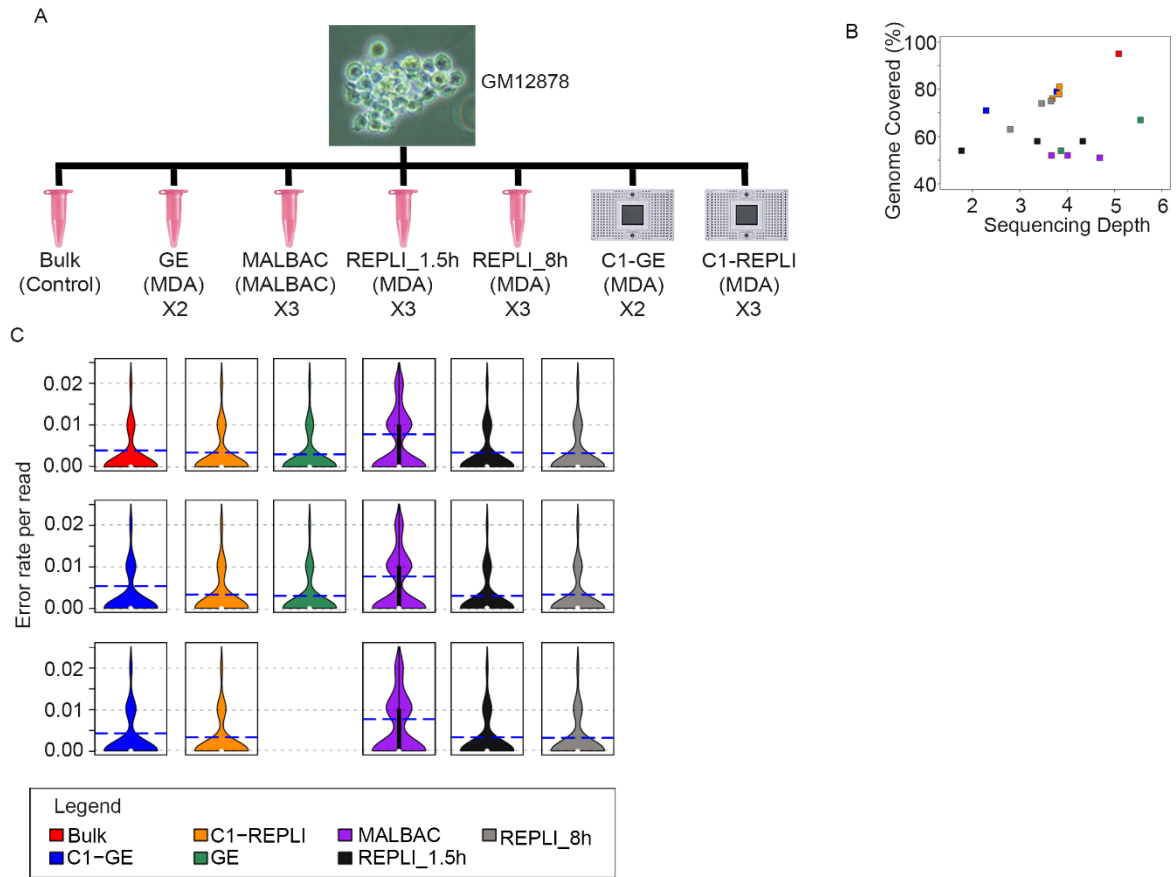 A
GM12878
Bulk
(Control)
GE
(MDA)
X2
MALBAC
(MALBAC)
X3
REPLI_1.5h
(MDA)
X3
REPLI_8h
(MDA)
X3
C1-GE
(MDA)
X2
C1-REPLI
(MDA)
X3
B
Genome Covered (%)
100
80
60
40
2 3 4 5 6
Sequencing Depth
C
Error rate per read
0.02
0.01
0.00
0.02
0.01
0.00
0.02
0.01
0.00
Legend
Bulk
C1-REPLI
MALBAC
REPLI_8h
C1-GE
GE
REPLI_1.5h